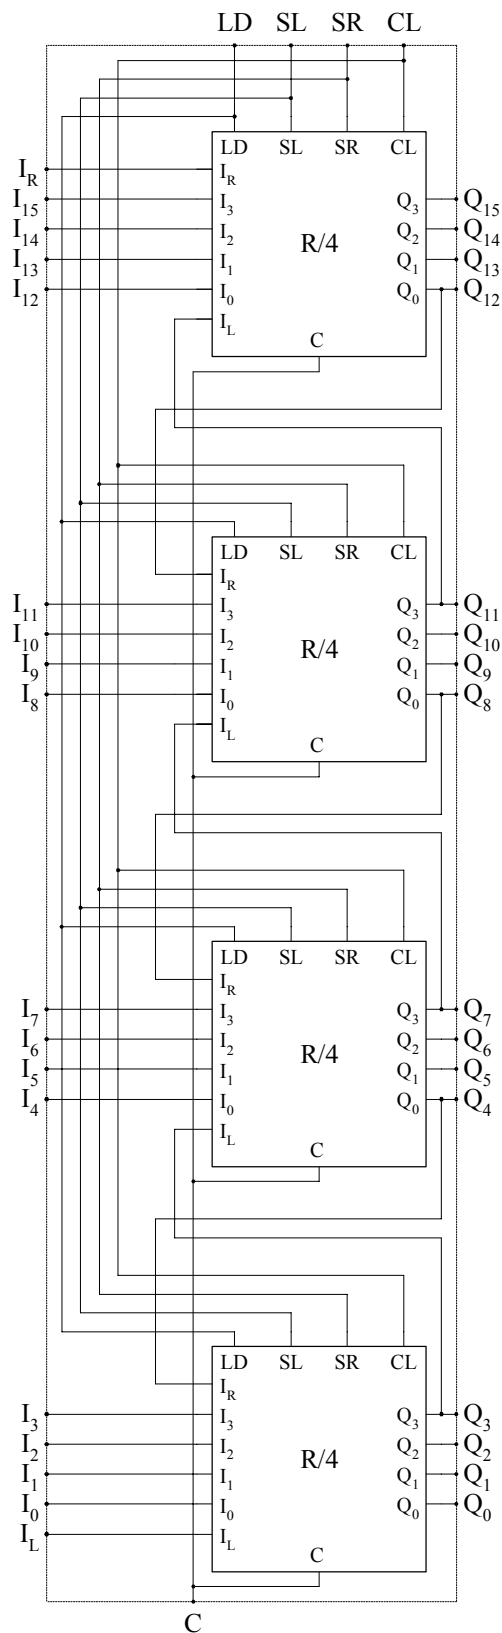 LD SL SR CL
LD SL SR CL
I_R I_R
I_15 I_3 Q_3 Q_15
I_14 I_2 R/4 Q_2 Q_14
I_13 I_1 Q_1 Q_13
I_12 I_0 Q_0 Q_12
I_L
C
LD SL SR CL
I_R
I_11 I_3 Q_3 Q_11
I_10 I_2 R/4 Q_2 Q_10
I_9 I_1 Q_1 Q_9
I_8 I_0 Q_0 Q_8
I_L
C
LD SL SR CL
I_R
I_7 I_3 Q_3 Q_7
I_6 I_2 R/4 Q_2 Q_6
I_5 I_1 Q_1 Q_5
I_4 I_0 Q_0 Q_4
I_L
C
LD SL SR CL
I_R
I_3 I_3 Q_3 Q_3
I_2 I_2 R/4 Q_2 Q_2
I_1 I_1 Q_1 Q_1
I_0 I_0 Q_0 Q_0
I_L I_L
C
C